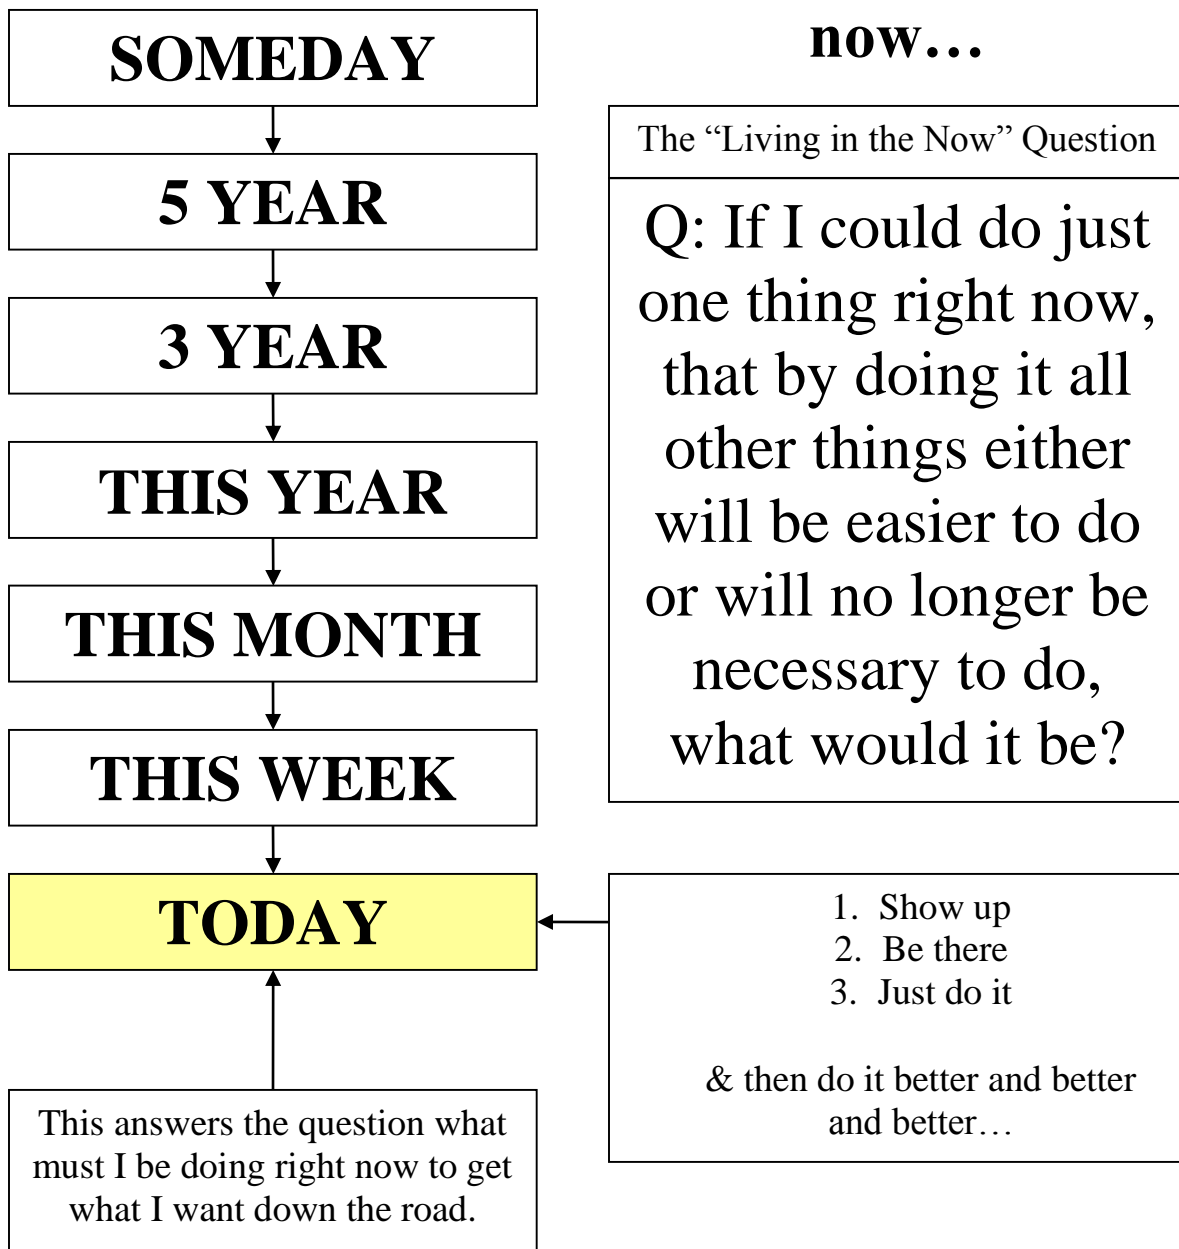 SOMEDAY
5 YEAR
3 YEAR
THIS YEAR
THIS MONTH
THIS WEEK
TODAY
This answers the question what
must I be doing right now to get
what I want down the road.
now…
The “Living in the Now” Question
Q: If I could do just
one thing right now,
that by doing it all
other things either
will be easier to do
or will no longer be
necessary to do,
what would it be?
1. Show up
2. Be there
3. Just do it
& then do it better and better
and better…